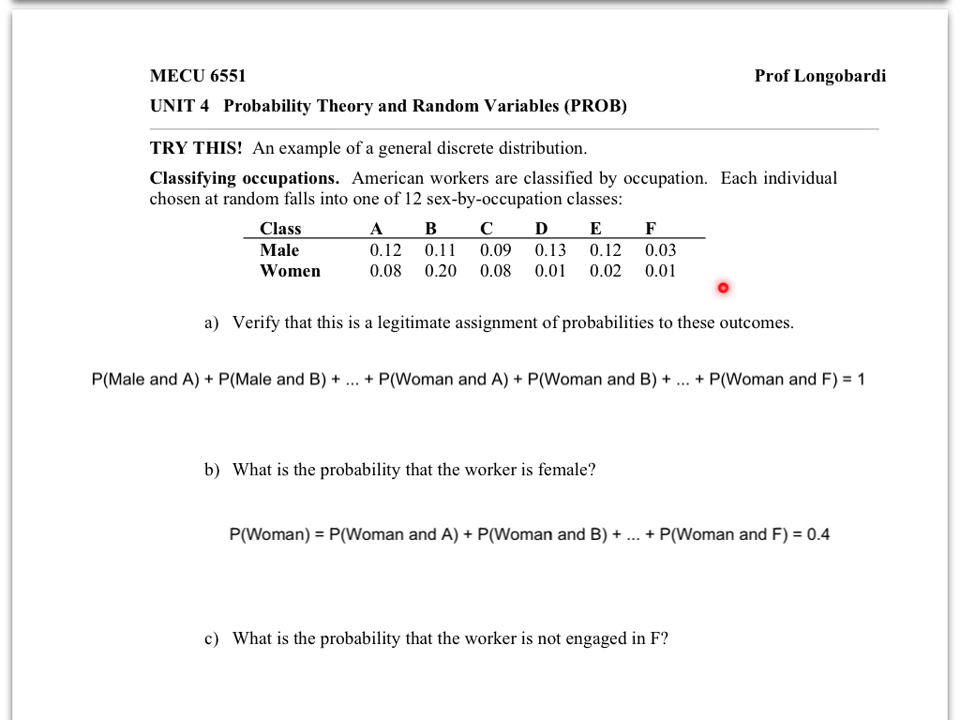 MECU 6551 Prof Longobardi
UNIT 4 Probability Theory and Random Variables (PROB)
TRY THIS! An example of a general discrete distribution.
Classifying occupations. American workers are classified by occupation. Each individual
chosen at random falls into one of 12 sex-by-occupation classes:
Class A B C D E F
Male 0.12 0.11 0.09 0.13 0.12 0.03
Women 0.08 0.20 0.08 0.01 0.02 0.01
a) Verify that this is a legitimate assignment of probabilities to these outcomes.
P(Male and A) + P(Male and B) + ... + P(Woman and A) + P(Woman and B) + ... + P(Woman and F) = 1
b) What is the probability that the worker is female?
P(Woman) = P(Woman and A) + P(Woman and B) + ... + P(Woman and F) = 0.4
c) What is the probability that the worker is not engaged in F?